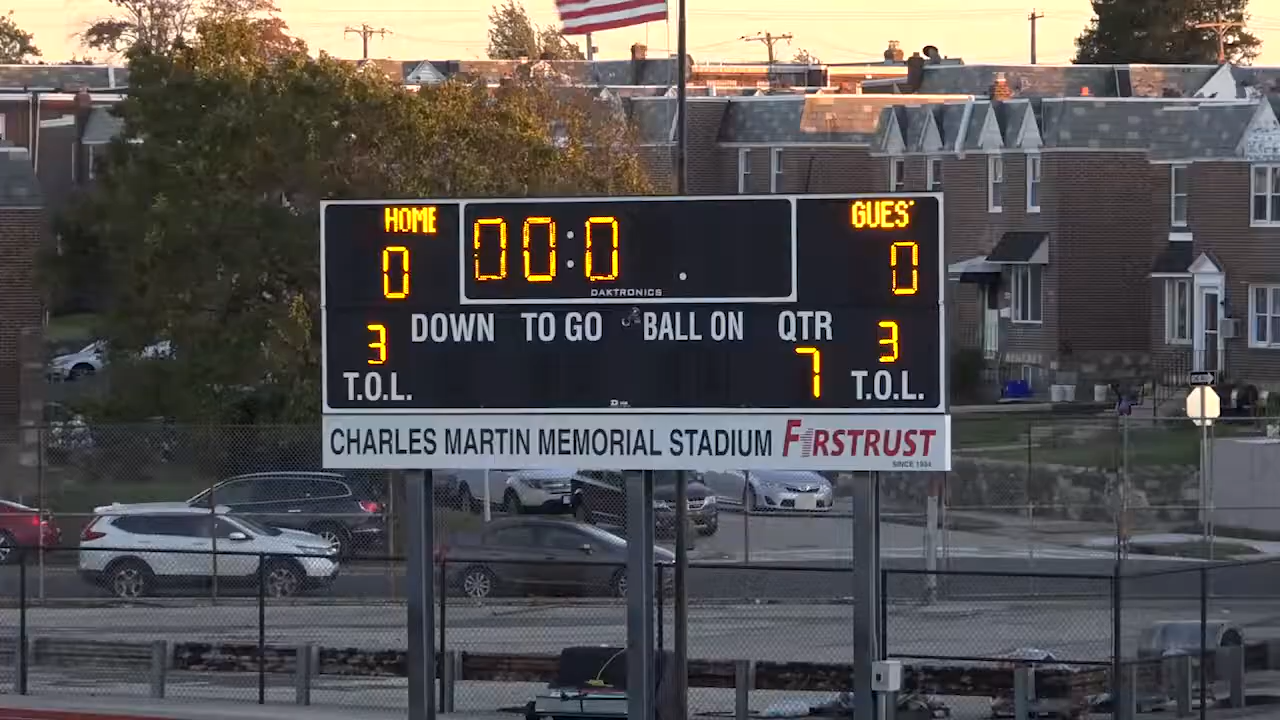 HOME 00:0 GUES
0 . 0
DAKTRONICS
3 DOWN TO GO BALL ON QTR 3
T.O.L. 7 T.O.L.
CHARLES MARTIN MEMORIAL STADIUM FIRSTRUST
SINCE 1934